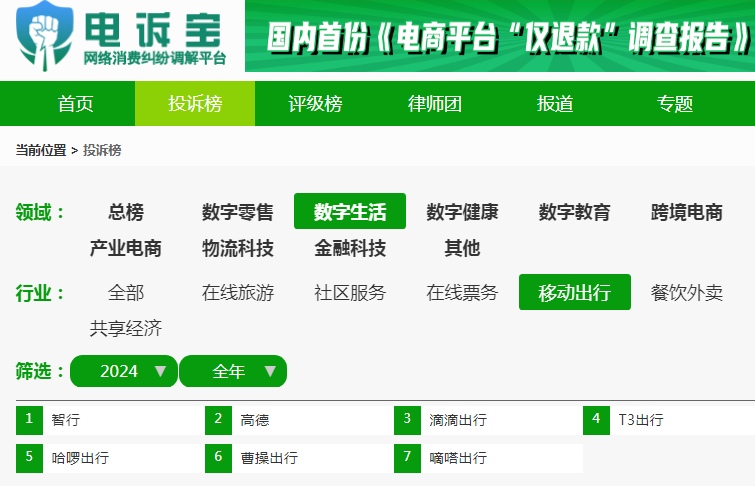 电诉宝
网络消费纠纷调解平台
国内首份《电商平台“仅退款”调查报告》
首页 投诉榜 评级榜 律师团 报道 专题
当前位置 > 投诉榜
领域： 总榜 数字零售 数字生活 数字健康 数字教育 跨境电商
产业电商 物流科技 金融科技 其他
行业： 全部 在线旅游 社区服务 在线票务 移动出行 餐饮外卖
共享经济
筛选： 2024 全年
1 智行 2 高德 3 滴滴出行 4 T3出行
5 哈啰出行 6 曹操出行 7 嘀嗒出行